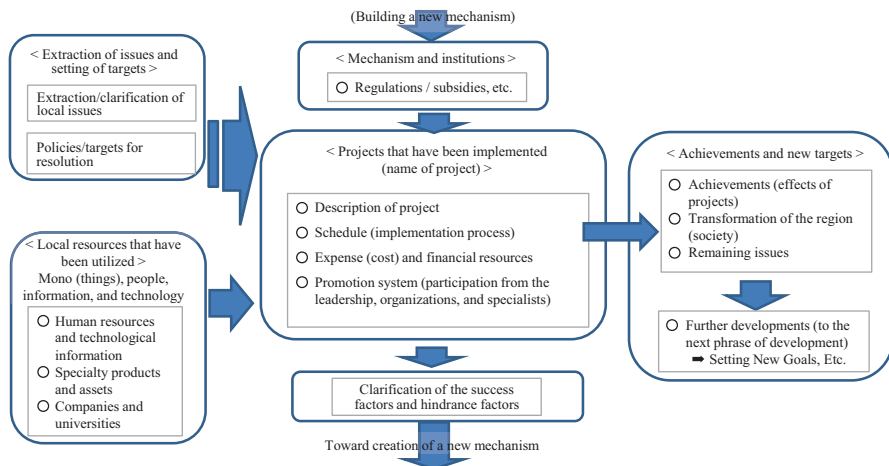 (Building a new mechanism)
< Mechanism and institutions >
Regulations / subsidies, etc.
< Extraction of issues and
setting of targets >
Extraction/clarification of
local issues
Policies/targets for
resolution
< Local resources that have
been utilized >
Mono (things), people,
information, and technology
Human resources
and technological
information
Specialty products
and assets
Companies and
universities
< Projects that have been implemented
(name of project) >
Description of project
Schedule (implementation process)
Expense (cost) and financial resources
Promotion system (participation from the
leadership, organizations, and specialists)
Clarification of the success
factors and hindrance factors
Toward creation of a new mechanism
< Achievements and new targets >
Achievements (effects of
projects)
Transformation of the region
(society)
Remaining issues
Further developments (to the
next phrase of development)
➡ Setting New Goals, Etc.